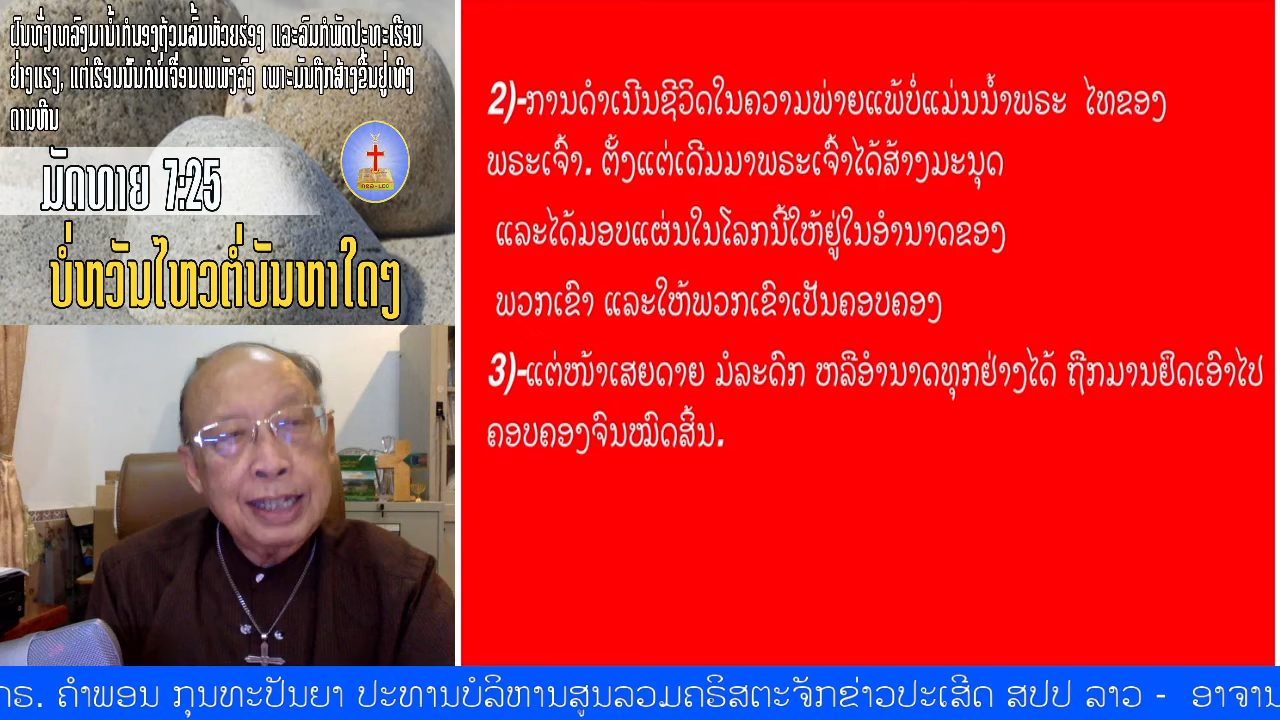 ຝົນທັ່ງເທລົງມານ້ຳກໍນອງຖ້ວມລົ້ນຫ້ວຍຮ່ອງ ແລະລົມກໍພັດປະທະເຮືອນ
ຢ່າງແຮງ, ແຕ່ເຮືອນນັ້ນກໍບໍ່ເຈື່ອນເພພັງລົງ ເພາະມັນຖືກສ້າງຂຶ້ນຢູ່ເທິງ
ດານຫີນ
ມັດທາຍ 7:25
ບໍ່ຫວັ່ນໄຫວຕໍ່ບັນຫາໃດໆ
2)-ການດຳເນີນຊີວິດໃນຄວາມພ່າຍແພ້ບໍ່ແມ່ນນ້ຳພຣະ ໄທຂອງ
ພຣະເຈົ້າ. ຕັ້ງແຕ່ເດີມມາພຣະເຈົ້າໄດ້ສ້າງມະນຸດ
ແລະໄດ້ມອບແຜ່ນໃນໂລກນີ້ໃຫ້ຢູ່ໃນອຳນາດຂອງ
ພວກເຂົາ ແລະໃຫ້ພວກເຂົາເປັນຄອບຄອງ
3)-ແຕ່ໜ້າເສຍດາຍ ມໍລະດົກ ຫລືອຳນາດທຸກຢ່າງໄດ້ ຖືກມານຍຶດເອົາໄປ
ຄອບຄອງຈົນໝົດສິ້ນ.
ດຣ. ຄຳພອນ ກຸນທະປັນຍາ ປະທານບໍລິຫານສູນລວມຄຣິສຕະຈັກຂ່າວປະເສີດ ສປປ ລາວ - ອາຈານ